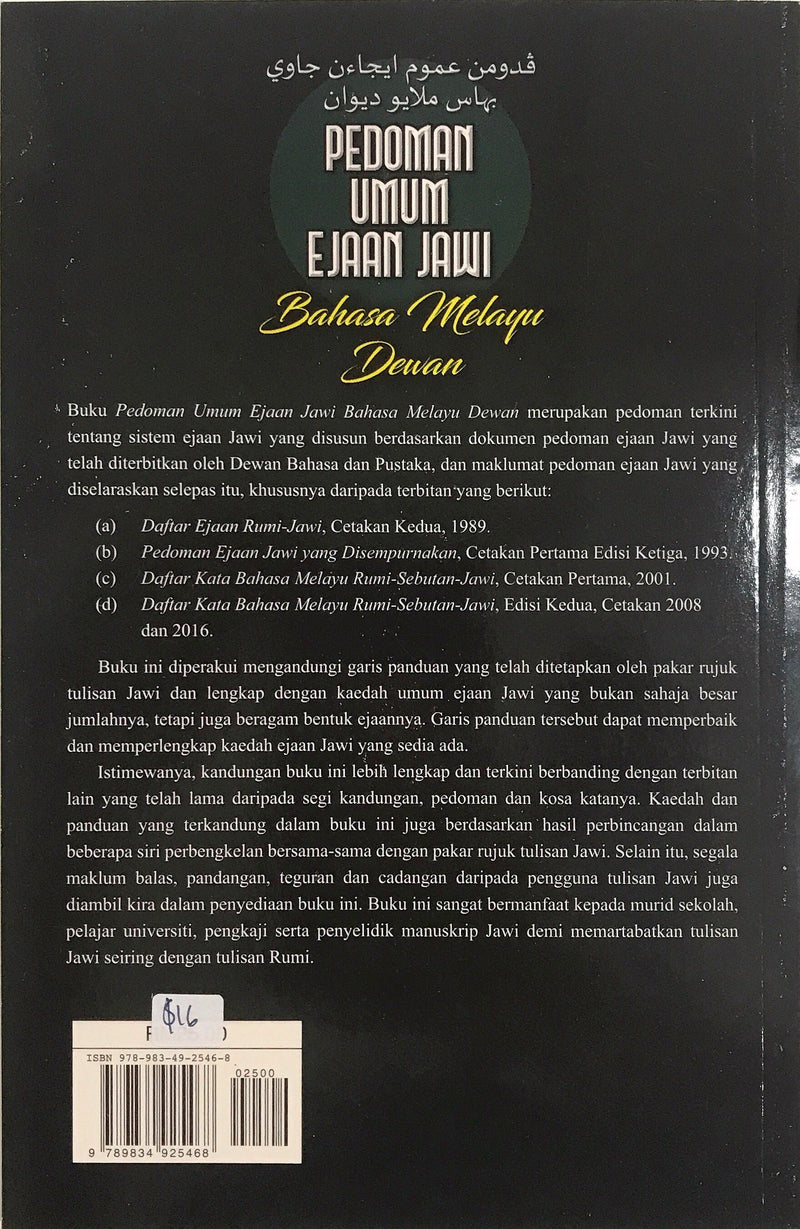 ڤدومن عموم ايجاءن جاوي
بهاس ملايو ديوان
PEDOMAN
UMUM
EJAAN JAWI
Bahasa Melayu
Dewan
Buku Pedoman Umum Ejaan Jawi Bahasa Melayu Dewan merupakan pedoman terkini
tentang sistem ejaan Jawi yang disusun berdasarkan dokumen pedoman ejaan Jawi yang
telah diterbitkan oleh Dewan Bahasa dan Pustaka, dan maklumat pedoman ejaan Jawi yang
diselaraskan selepas itu, khususnya daripada terbitan yang berikut:
(a) Daftar Ejaan Rumi-Jawi, Cetakan Kedua, 1989.
(b) Pedoman Ejaan Jawi yang Disempurnakan, Cetakan Pertama Edisi Ketiga, 1993.
(c) Daftar Kata Bahasa Melayu Rumi-Sebutan-Jawi, Cetakan Pertama, 2001.
(d) Daftar Kata Bahasa Melayu Rumi-Sebutan-Jawi, Edisi Kedua, Cetakan 2008
dan 2016.
Buku ini diperakui mengandungi garis panduan yang telah ditetapkan oleh pakar rujuk
tulisan Jawi dan lengkap dengan kaedah umum ejaan Jawi yang bukan sahaja besar
jumlahnya, tetapi juga beragam bentuk ejaannya. Garis panduan tersebut dapat memperbaik
dan memperlengkap kaedah ejaan Jawi yang sedia ada.
Istimewanya, kandungan buku ini lebih lengkap dan terkini berbanding dengan terbitan
lain yang telah lama daripada segi kandungan, pedoman dan kosa katanya. Kaedah dan
panduan yang terkandung dalam buku ini juga berdasarkan hasil perbincangan dalam
beberapa siri perbengkelan bersama-sama dengan pakar rujuk tulisan Jawi. Selain itu, segala
maklum balas, pandangan, teguran dan cadangan daripada pengguna tulisan Jawi juga
diambil kira dalam penyediaan buku ini. Buku ini sangat bermanfaat kepada murid sekolah,
pelajar universiti, pengkaji serta penyelidik manuskrip Jawi demi memartabatkan tulisan
Jawi seiring dengan tulisan Rumi.
$16
ISBN 978-983-49-2546-8
02500
9 789834 925468